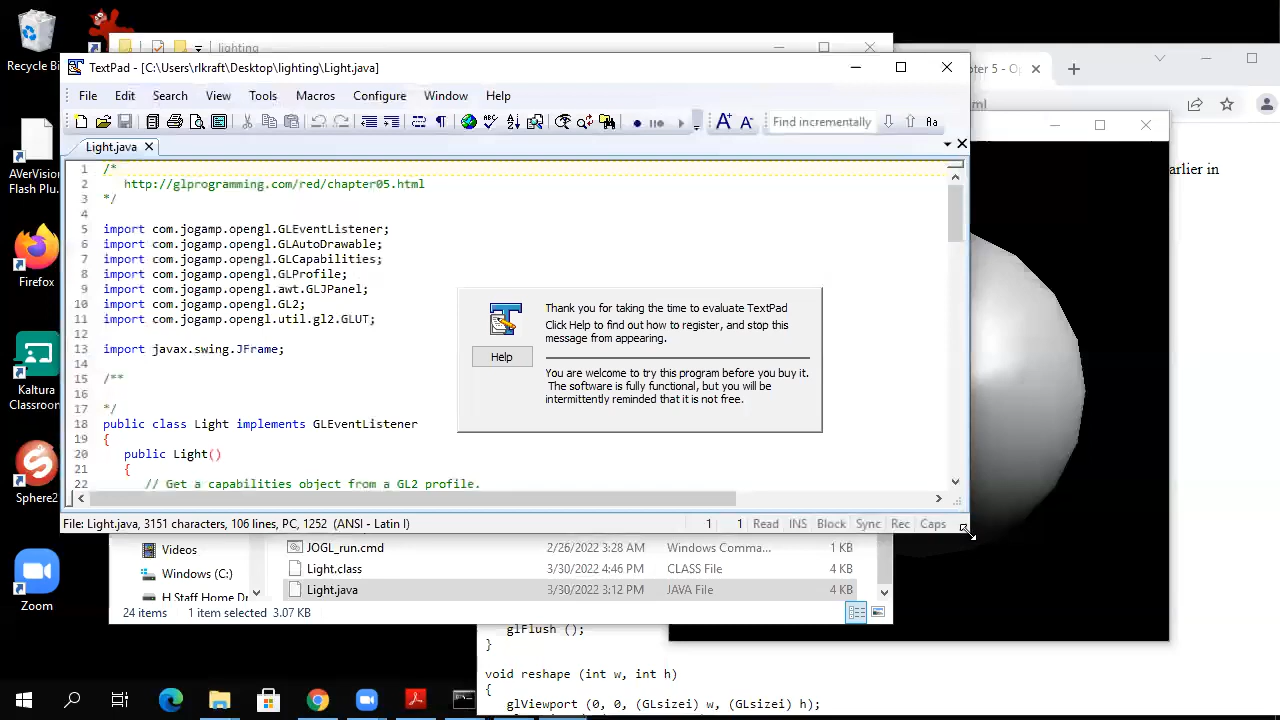 Recycle Bi
AVerVision
Flash Plu...
Firefox
Kaltura
Classroom
Sphere2
Zoom
lighting
TextPad - [C:\Users\rlkraft\Desktop\lighting\Light.java]
File Edit Search View Tools Macros Configure Window Help
Find incrementally
Light.java
1 /*
2 http://glprogramming.com/red/chapter05.html
3 */
4
5 import com.jogamp.opengl.GLEventListener;
6 import com.jogamp.opengl.GLAutoDrawable;
7 import com.jogamp.opengl.GLCapabilities;
8 import com.jogamp.opengl.GLProfile;
9 import com.jogamp.opengl.awt.GLJPanel;
10 import com.jogamp.opengl.GL2;
11 import com.jogamp.opengl.util.gl2.GLUT;
12
13 import javax.swing.JFrame;
14
15 /**
16
17 */
18 public class Light implements GLEventListener
19 {
20 public Light()
21 {
22 // Get a capabilities object from a GL2 profile.
Thank you for taking the time to evaluate TextPad
Click Help to find out how to register, and stop this
message from appearing.
Help
You are welcome to try this program before you buy it.
The software is fully functional, but you will be
intermittently reminded that it is not free.
File: Light.java, 3151 characters, 106 lines, PC, 1252 (ANSI - Latin I) 1 1 Read INS Block Sync Rec Caps
Videos
Windows (C:)
JOGL_run.cmd 2/26/2022 3:28 AM Windows Comma... 1 KB
Light.class 3/30/2022 4:46 PM CLASS File 4 KB
Light.java 3/30/2022 3:12 PM JAVA File 4 KB
24 items 1 item selected 3.07 KB
pter 5 - O
ml
arlier in
glFlush ();
}
void reshape (int w, int h)
{
glViewport (0, 0, (GLsizei) w, (GLsizei) h);